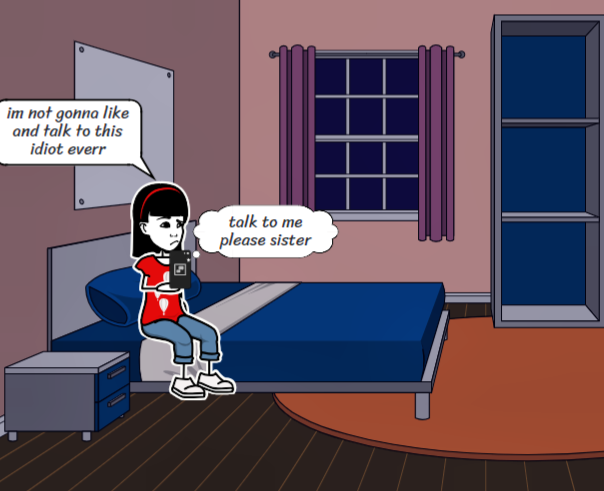 im not gonna like
and talk to this
idiot everr
talk to me
please sister